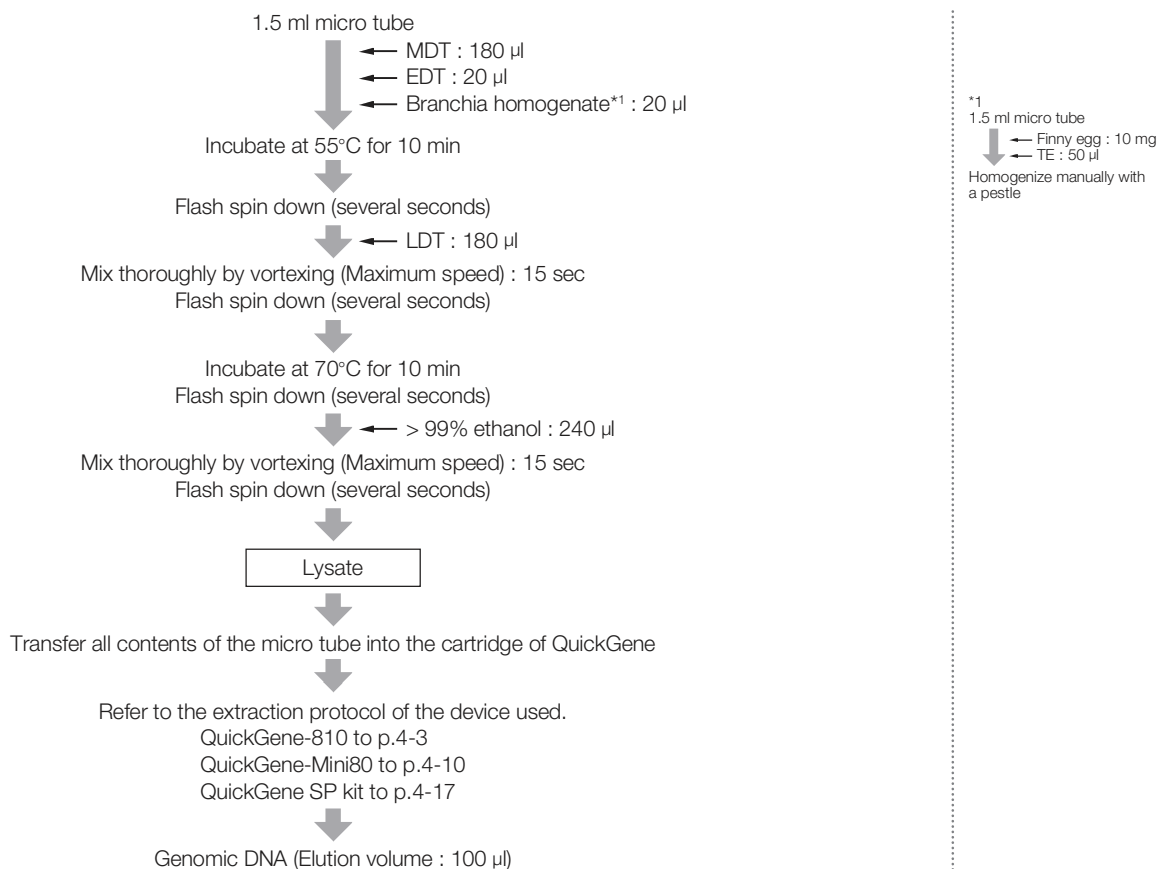 1.5 ml micro tube
MDT : 180 μl
EDT : 20 μl
Branchia homogenate*1 : 20 μl
Incubate at 55°C for 10 min
Flash spin down (several seconds)
LDT : 180 μl
Mix thoroughly by vortexing (Maximum speed) : 15 sec
Flash spin down (several seconds)
Incubate at 70°C for 10 min
Flash spin down (several seconds)
> 99% ethanol : 240 μl
Mix thoroughly by vortexing (Maximum speed) : 15 sec
Flash spin down (several seconds)
Lysate
Transfer all contents of the micro tube into the cartridge of QuickGene
Refer to the extraction protocol of the device used.
QuickGene-810 to p.4-3
QuickGene-Mini80 to p.4-10
QuickGene SP kit to p.4-17
Genomic DNA (Elution volume : 100 μl)
*1
1.5 ml micro tube
Finny egg : 10 mg
TE : 50 μl
Homogenize manually with
a pestle